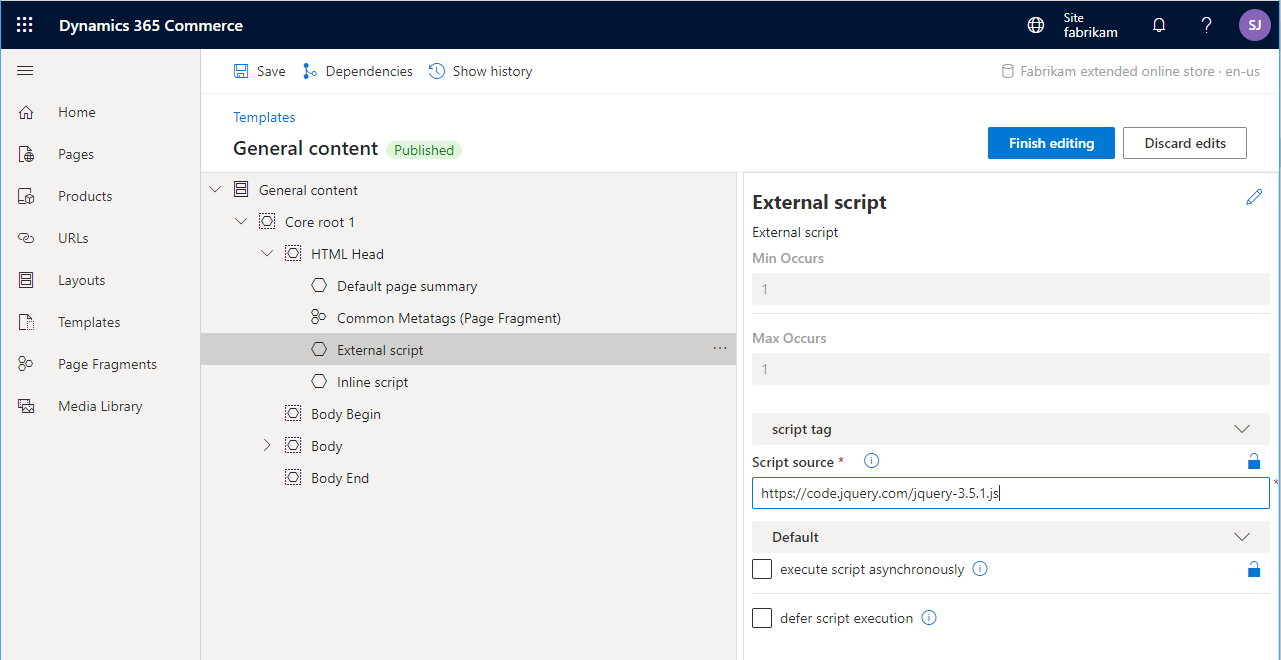 Dynamics 365 Commerce
Site
fabrikam
?
SJ
Save
Dependencies
Show history
Fabrikam extended online store · en-us
Home
Pages
Products
URLs
Layouts
Templates
Page Fragments
Media Library
Templates
General content
Published
Finish editing
Discard edits
General content
Core root 1
HTML Head
Default page summary
Common Metatags (Page Fragment)
External script
...
Inline script
Body Begin
Body
Body End
External script
External script
Min Occurs
1
Max Occurs
1
script tag
Script source *
https://code.jquery.com/jquery-3.5.1.js
*
Default
execute script asynchronously
defer script execution